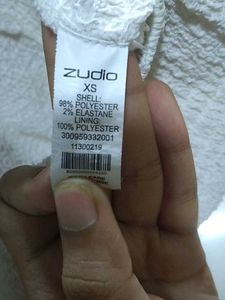 zudio
XS
SHELL:
98% POLYESTER
2% ELASTANE
LINING:
100% POLYESTER
300959332001
11300219